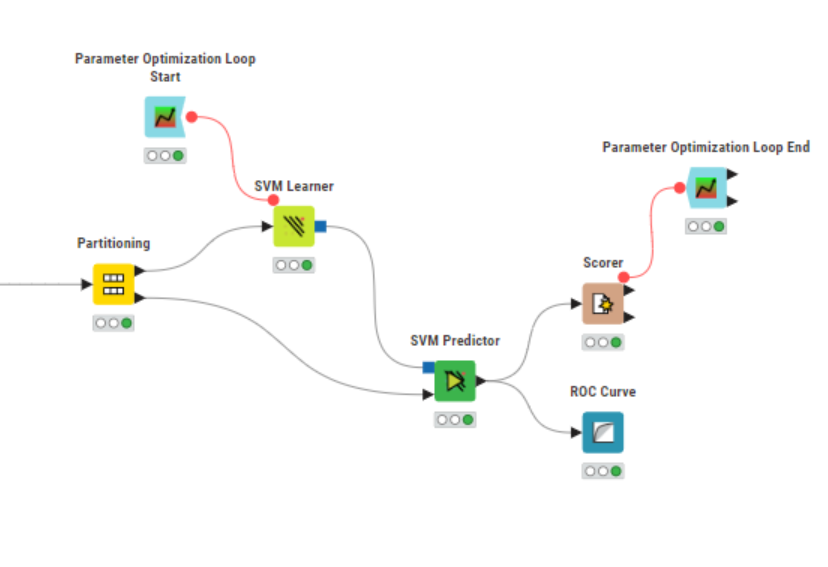 Parameter Optimization Loop
Start
Parameter Optimization Loop End
SVM Learner
Partitioning
Scorer
SVM Predictor
ROC Curve